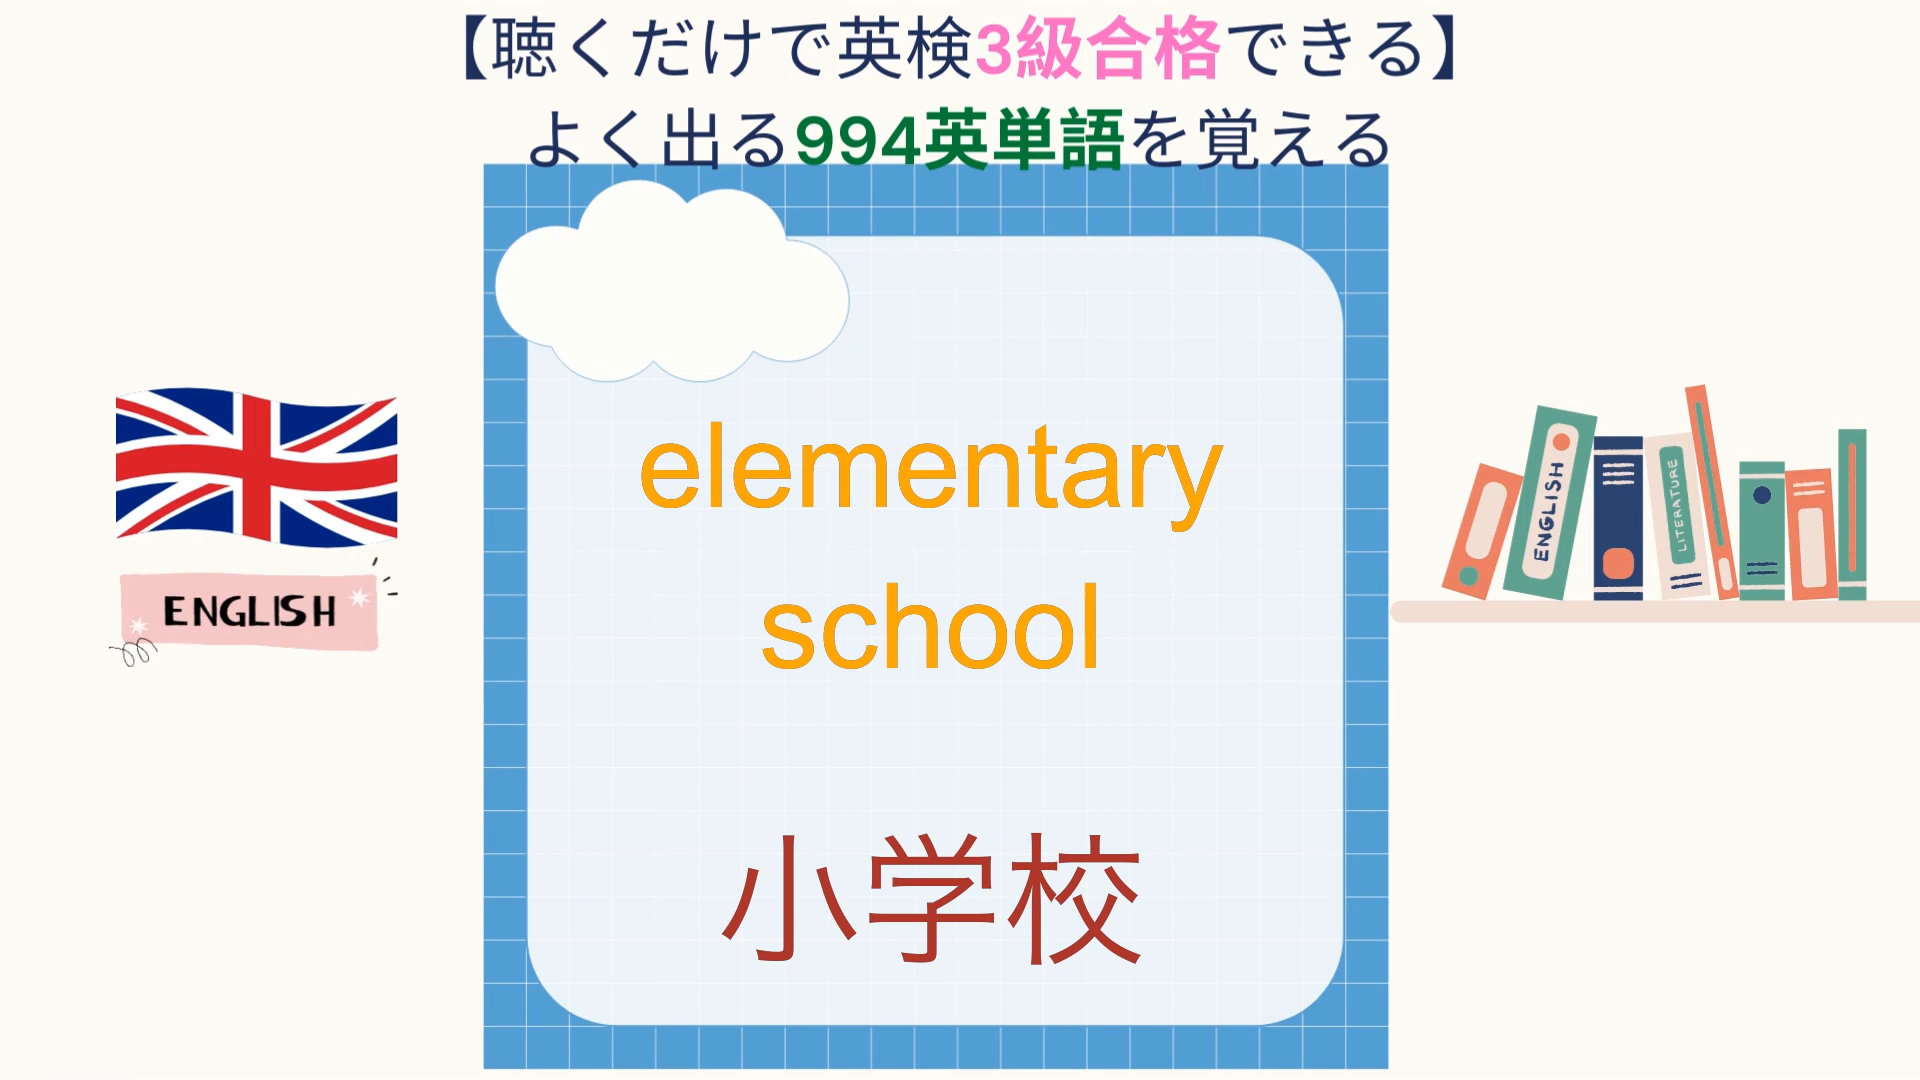 【聴くだけで英検3級合格できる】
よく出る994英単語を覚える
elementary
school
小学校
ENGLISH
ENGLISH
LITERATURE